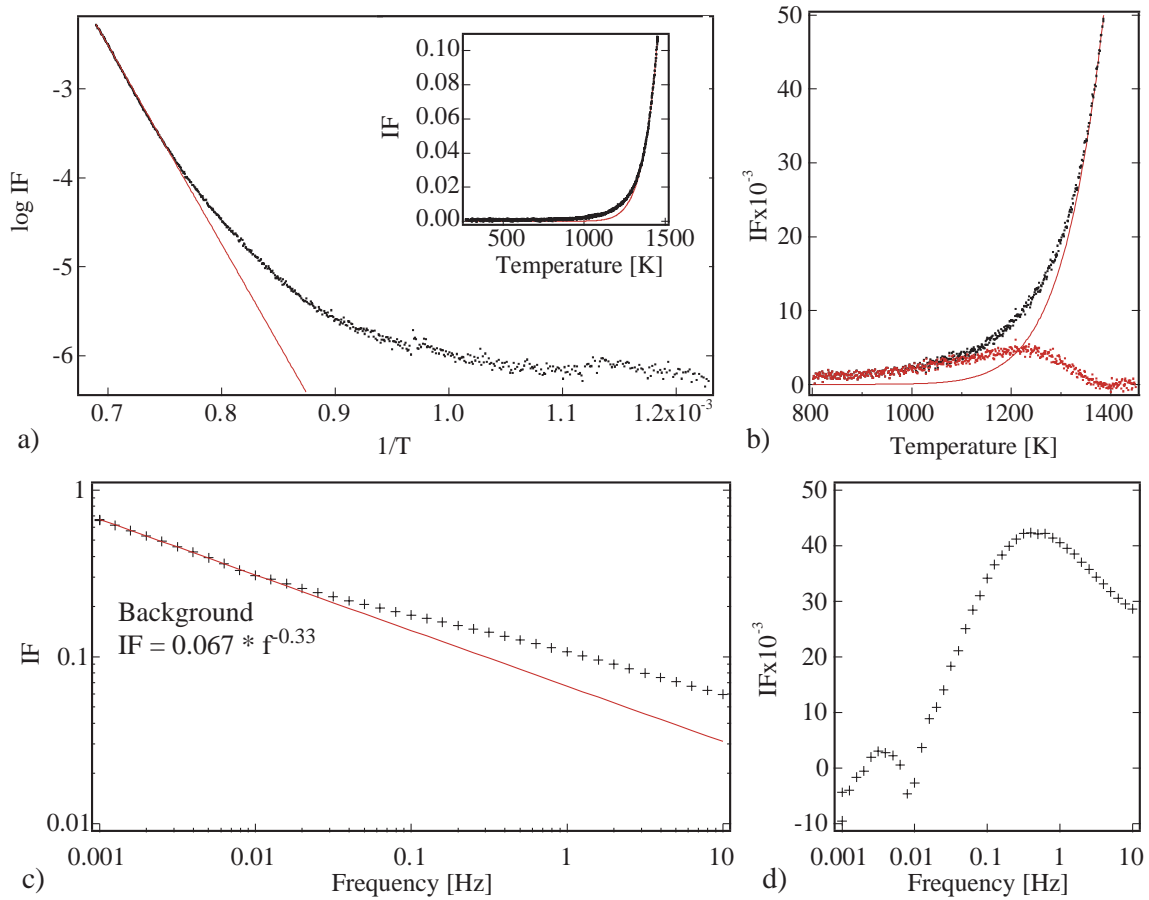 log IF
-3
-4
-5
-6
0.7
0.8
0.9
1.0
1.1
1.2x10-3
1/T
a)
IF
0.10
0.08
0.06
0.04
0.02
0.00
500
1000
1500
Temperature [K]
IFx10-3
50
40
30
20
10
0
800
1000
1200
1400
Temperature [K]
b)
IF
1
0.1
0.01
Background
IF = 0.067 * f-0.33
0.001
0.01
0.1
1
10
Frequency [Hz]
c)
IFx10-3
50
40
30
20
10
0
-10
0.001
0.01
0.1
1
10
Frequency [Hz]
d)